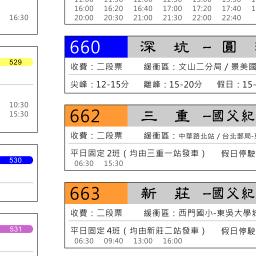 16:30
529
10:30
15:30
530
531
16:00 16:20 16:40 17:00 17:20 17:40
20:00 20:30 21:00 21:30 22:00 22:30
660 深坑－圓
收費：二段票 緩衝區：文山二分局／景美國
尖峰：12-15分 離峰：15-20分 假日：15-
662 三重－國父紀
收費：二段票 緩衝區：中華路北站／台北郵局-東
平日固定2班（均由三重一站發車） 假日停駛
06:30 15:30
663 新莊－國父紀
收費：二段票 緩衝區：西門國小-東吳大學城
平日固定4班（均由新莊二站發車） 假日停駛
06:30 09:40 13:00 16:00